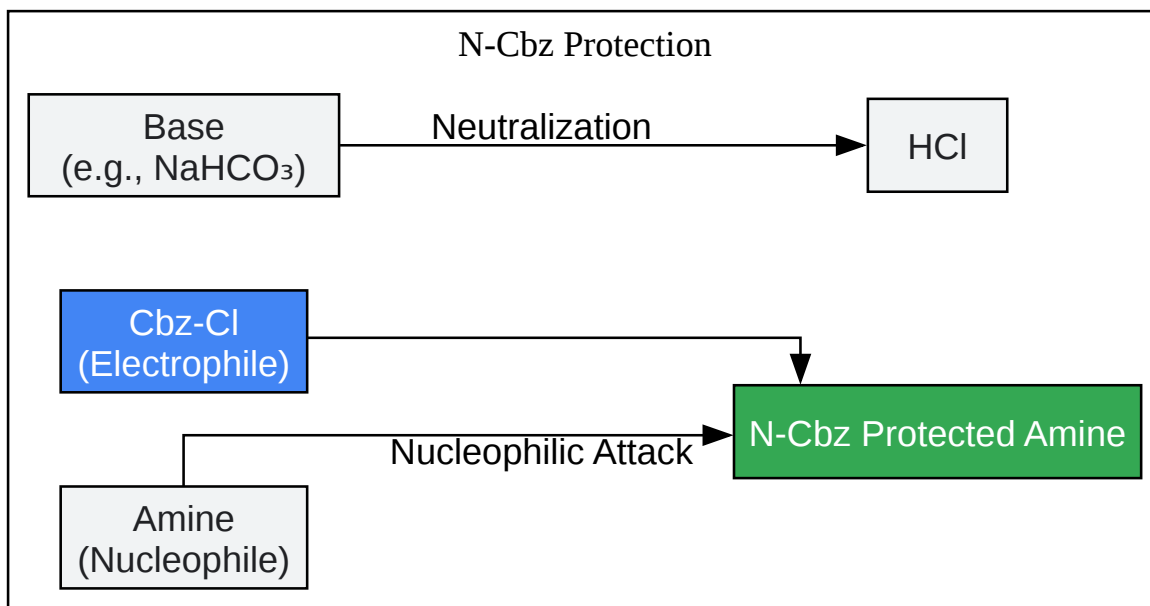 N-Cbz Protection
Base
(e.g., NaHCO₃)
Neutralization
HCl
Cbz-Cl
(Electrophile)
N-Cbz Protected Amine
Nucleophilic Attack
Amine
(Nucleophile)